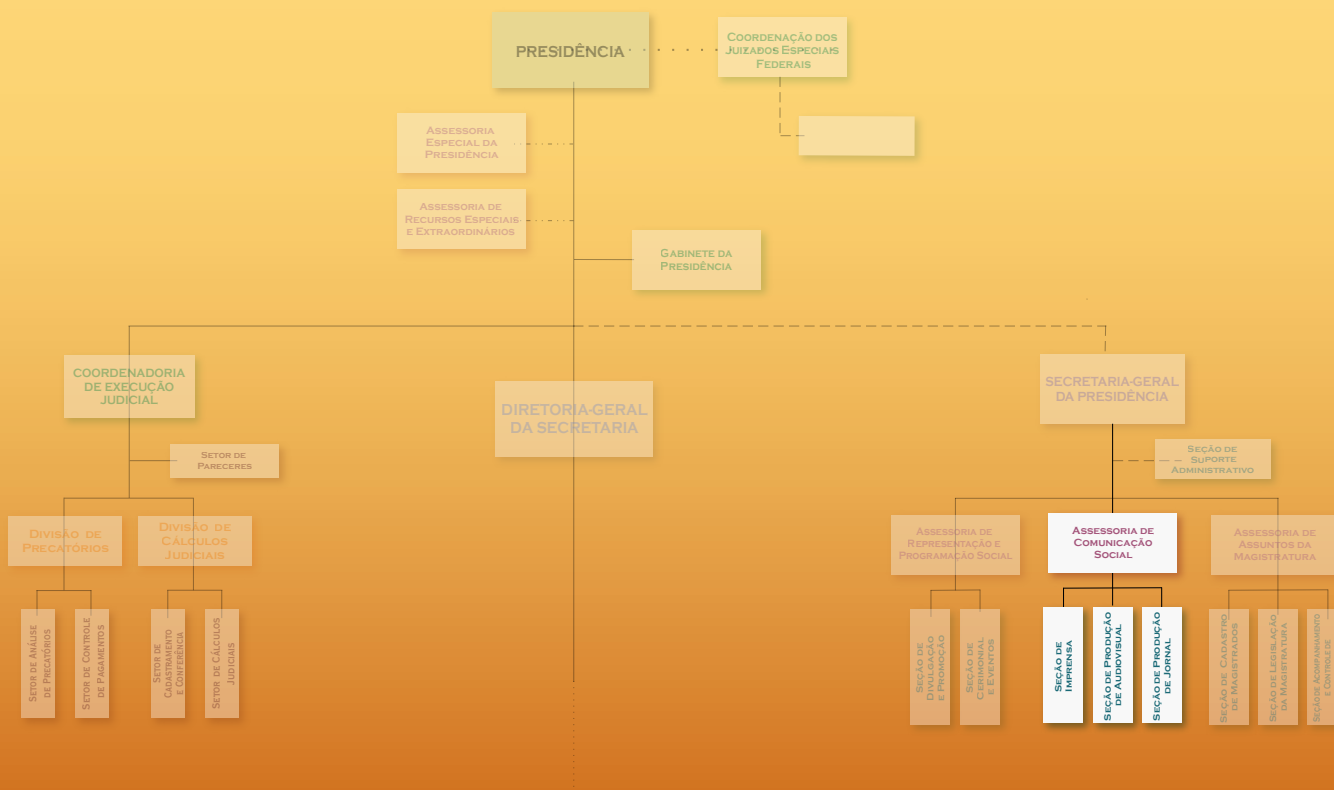 PRESIDÊNCIA
COORDENAÇÃO DOS
JUIZADOS ESPECIAIS
FEDERAIS
ASSESSORIA
ESPECIAL DA
PRESIDÊNCIA
ASSESSORIA DE
RECURSOS ESPECIAIS
E EXTRAORDINÁRIOS
GABINETE DA
PRESIDÊNCIA
COORDENADORIA
DE EXECUÇÃO
JUDICIAL
DIRETORIA-GERAL
DA SECRETARIA
SECRETARIA-GERAL
DA PRESIDÊNCIA
SETOR DE
PARECERES
SEÇÃO DE
SUPORTE
ADMINISTRATIVO
DIVISÃO DE
PRECATÓRIOS
DIVISÃO DE
CÁLCULOS
JUDICIAIS
ASSESSORIA DE
REPRESENTAÇÃO E
PROGRAMAÇÃO SOCIAL
ASSESSORIA DE
COMUNICAÇÃO
SOCIAL
ASSESSORIA DE
ASSUNTOS DA
MAGISTRATURA
SETOR DE ANÁLISE
DE PRECATÓRIOS
SETOR DE CONTROLE
DE PAGAMENTOS
SETOR DE
CADASTRAMENTO
E CONFERÊNCIA
SETOR DE CÁLCULOS
JUDICIAIS
SEÇÃO DE
DIVULGAÇÃO
E PROMOÇÃO
SEÇÃO DE
CERIMONIAL
E EVENTOS
SEÇÃO DE
IMPRENSA
SEÇÃO DE PRODUÇÃO
DE AUDIOVISUAL
SEÇÃO DE PRODUÇÃO
DE JORNAL
SEÇÃO DE CADASTRO
DE MAGISTRADOS
SEÇÃO DE LEGISLAÇÃO
DA MAGISTRATURA
SEÇÃO DE ACOMPANHAMENTO
E CONTROLE DE